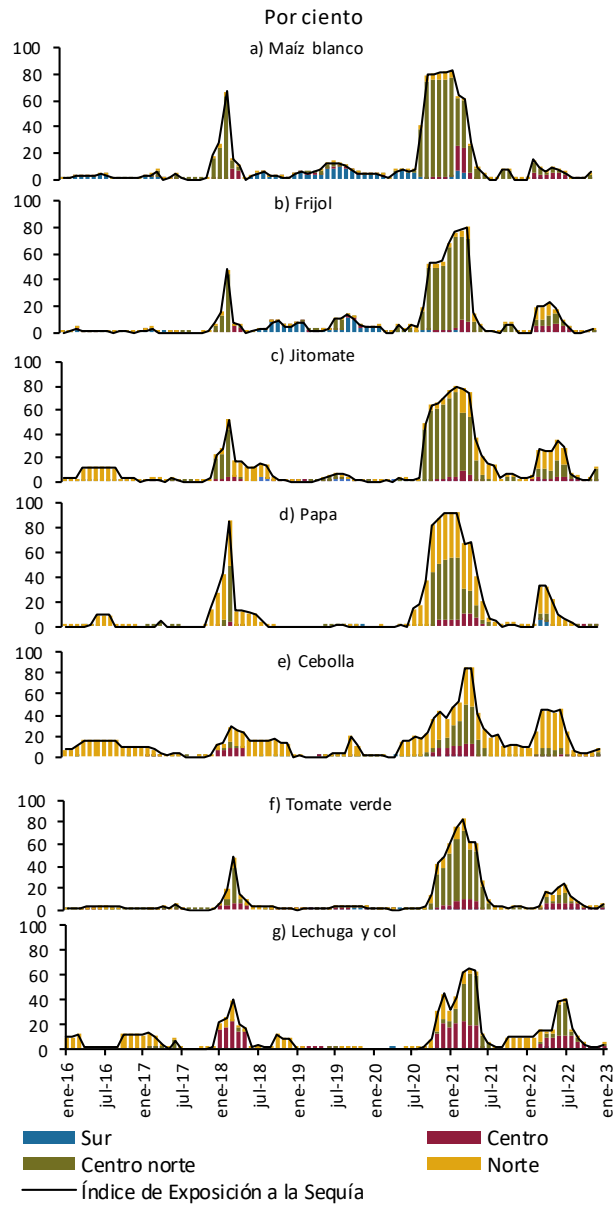 Por ciento
a) Maíz blanco
100
80
60
40
20
0
b) Frijol
100
80
60
40
20
0
c) Jitomate
100
80
60
40
20
0
d) Papa
100
80
60
40
20
0
e) Cebolla
100
80
60
40
20
0
f) Tomate verde
100
80
60
40
20
0
g) Lechuga y col
100
80
60
40
20
0
ene-16
jul-16
ene-17
jul-17
ene-18
jul-18
ene-19
jul-19
ene-20
jul-20
ene-21
jul-21
ene-22
jul-22
ene-23
Sur
Centro
Centro norte
Norte
Índice de Exposición a la Sequía